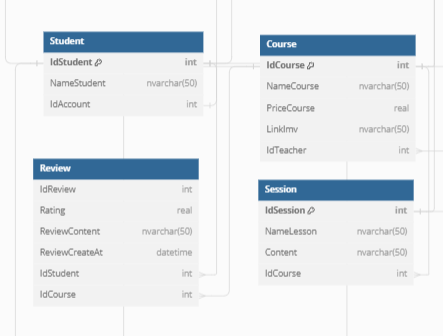 Student
IdStudent int
NameStudent nvarchar(50)
IdAccount int
Review
IdReview int
Rating real
ReviewContent nvarchar(50)
ReviewCreateAt datetime
IdStudent int
IdCourse int
Course
IdCourse int
NameCourse nvarchar(50)
PriceCourse real
LinkImv nvarchar(50)
IdTeacher int
Session
IdSession int
NameLesson nvarchar(50)
Content nvarchar(50)
IdCourse int